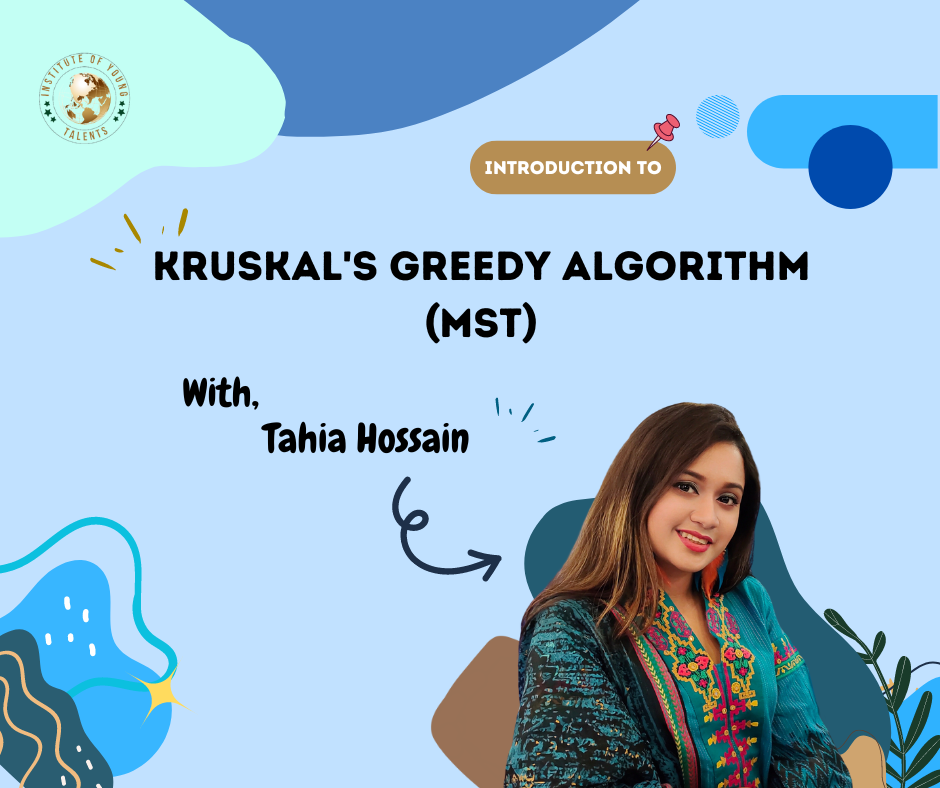 INSTITUTE OF YOUNG
TALENTS
INTRODUCTION TO
KRUSKAL'S GREEDY ALGORITHM
(MST)
With,
Tahia Hossain